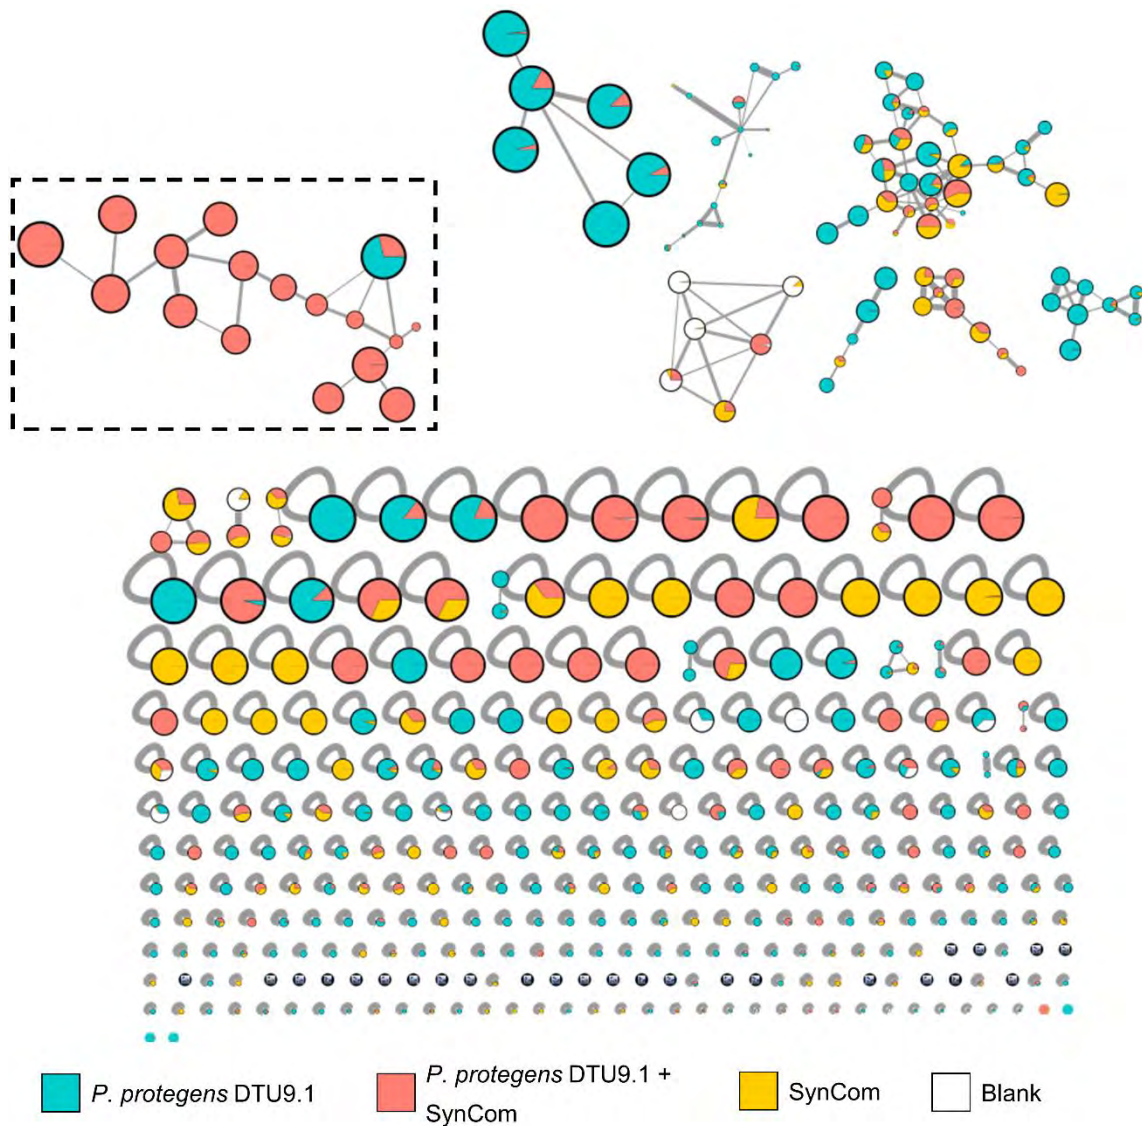 P. protegens DTU9.1
P. protegens DTU9.1 +
SynCom
SynCom
Blank